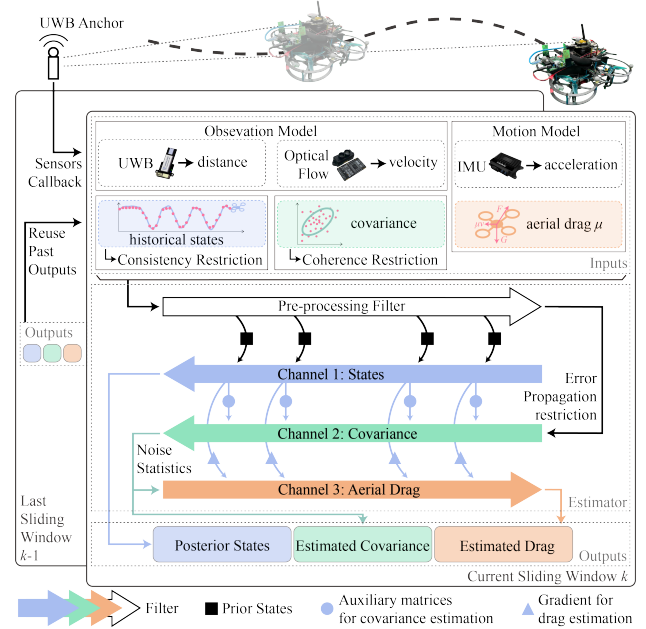 UWB Anchor
Sensors
Callback
Obsevation Model
Motion Model
UWB
distance
Optical
Flow
velocity
IMU
acceleration
Reuse
Past
Outputs
historical states
Consistency Restriction
covariance
Coherence Restriction
F
BV
G
aerial drag μ
Inputs
Pre-processing Filter
Outputs
Channel 1: States
Error
Propagation
restriction
Channel 2: Covariance
Noise
Statistics
Channel 3: Aerial Drag
Estimator
Last
Sliding
Window
k-1
Posterior States
Estimated Covariance
Estimated Drag
Outputs
Current Sliding Window k
Filter
Prior States
Auxiliary matrices
for covariance estimation
Gradient for
drag estimation